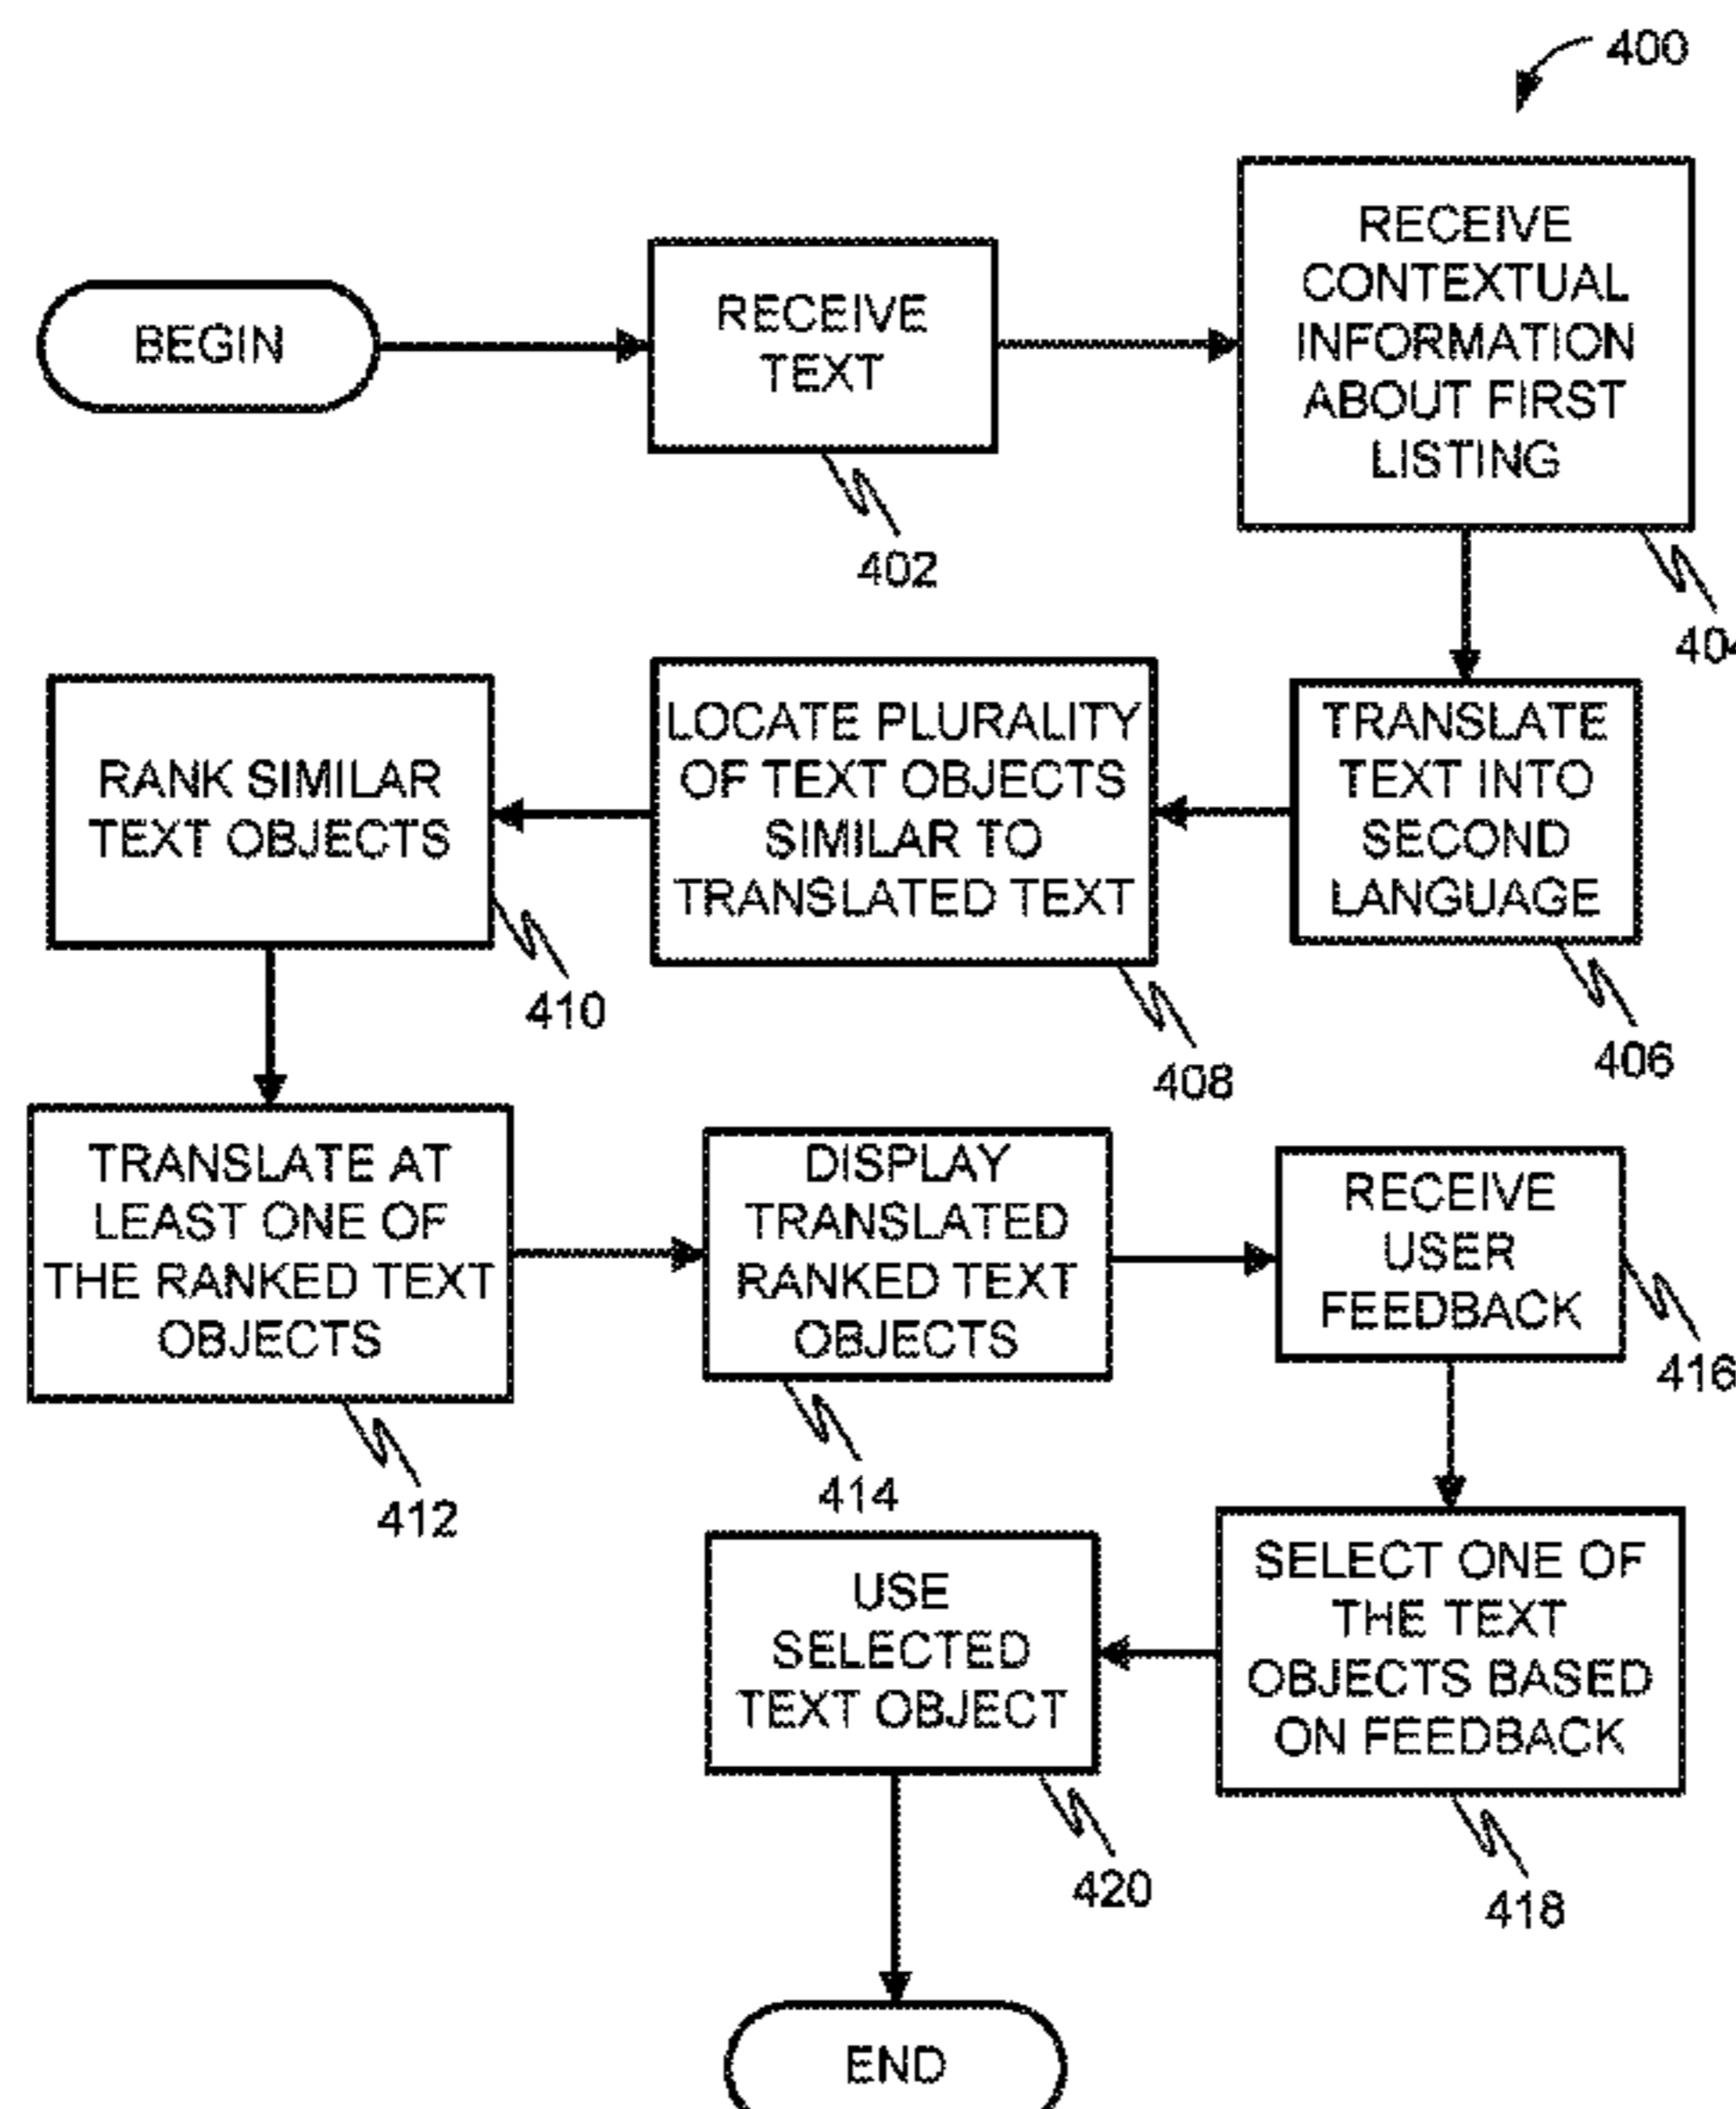 400
BEGIN
RECEIVE
TEXT
402
RECEIVE
CONTEXTUAL
INFORMATION
ABOUT FIRST
LISTING
404
TRANSLATE
TEXT INTO
SECOND
LANGUAGE
406
LOCATE PLURALITY
OF TEXT OBJECTS
SIMILAR TO
TRANSLATED TEXT
408
RANK SIMILAR
TEXT OBJECTS
410
TRANSLATE AT
LEAST ONE OF
THE RANKED TEXT
OBJECTS
412
DISPLAY
TRANSLATED
RANKED TEXT
OBJECTS
414
RECEIVE
USER
FEEDBACK
416
SELECT ONE OF
THE TEXT
OBJECTS BASED
ON FEEDBACK
418
USE
SELECTED
TEXT OBJECT
420
END